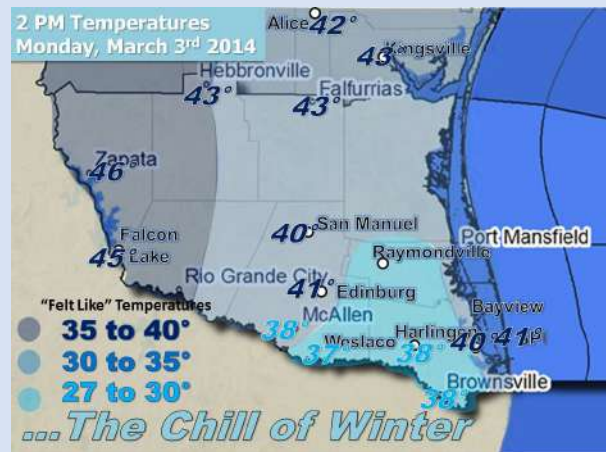 2 PM Temperatures
Monday, March 3rd 2014
Alice
42°
43°
Kingsville
Hebbronville
43°
Falfurrias
43°
Zapata
46°
San Manuel
40°
Falcon
Lake
45°
Port Mansfield
Raymondville
Rio Grande City
41°
Edinburg
McAllen
Bayview
"Felt Like" Temperatures
35 to 40°
30 to 35°
27 to 30°
38°
37°
Weslaco
Harlingen
38°
40°
41°
Brownsville
38°
...The Chill of Winter